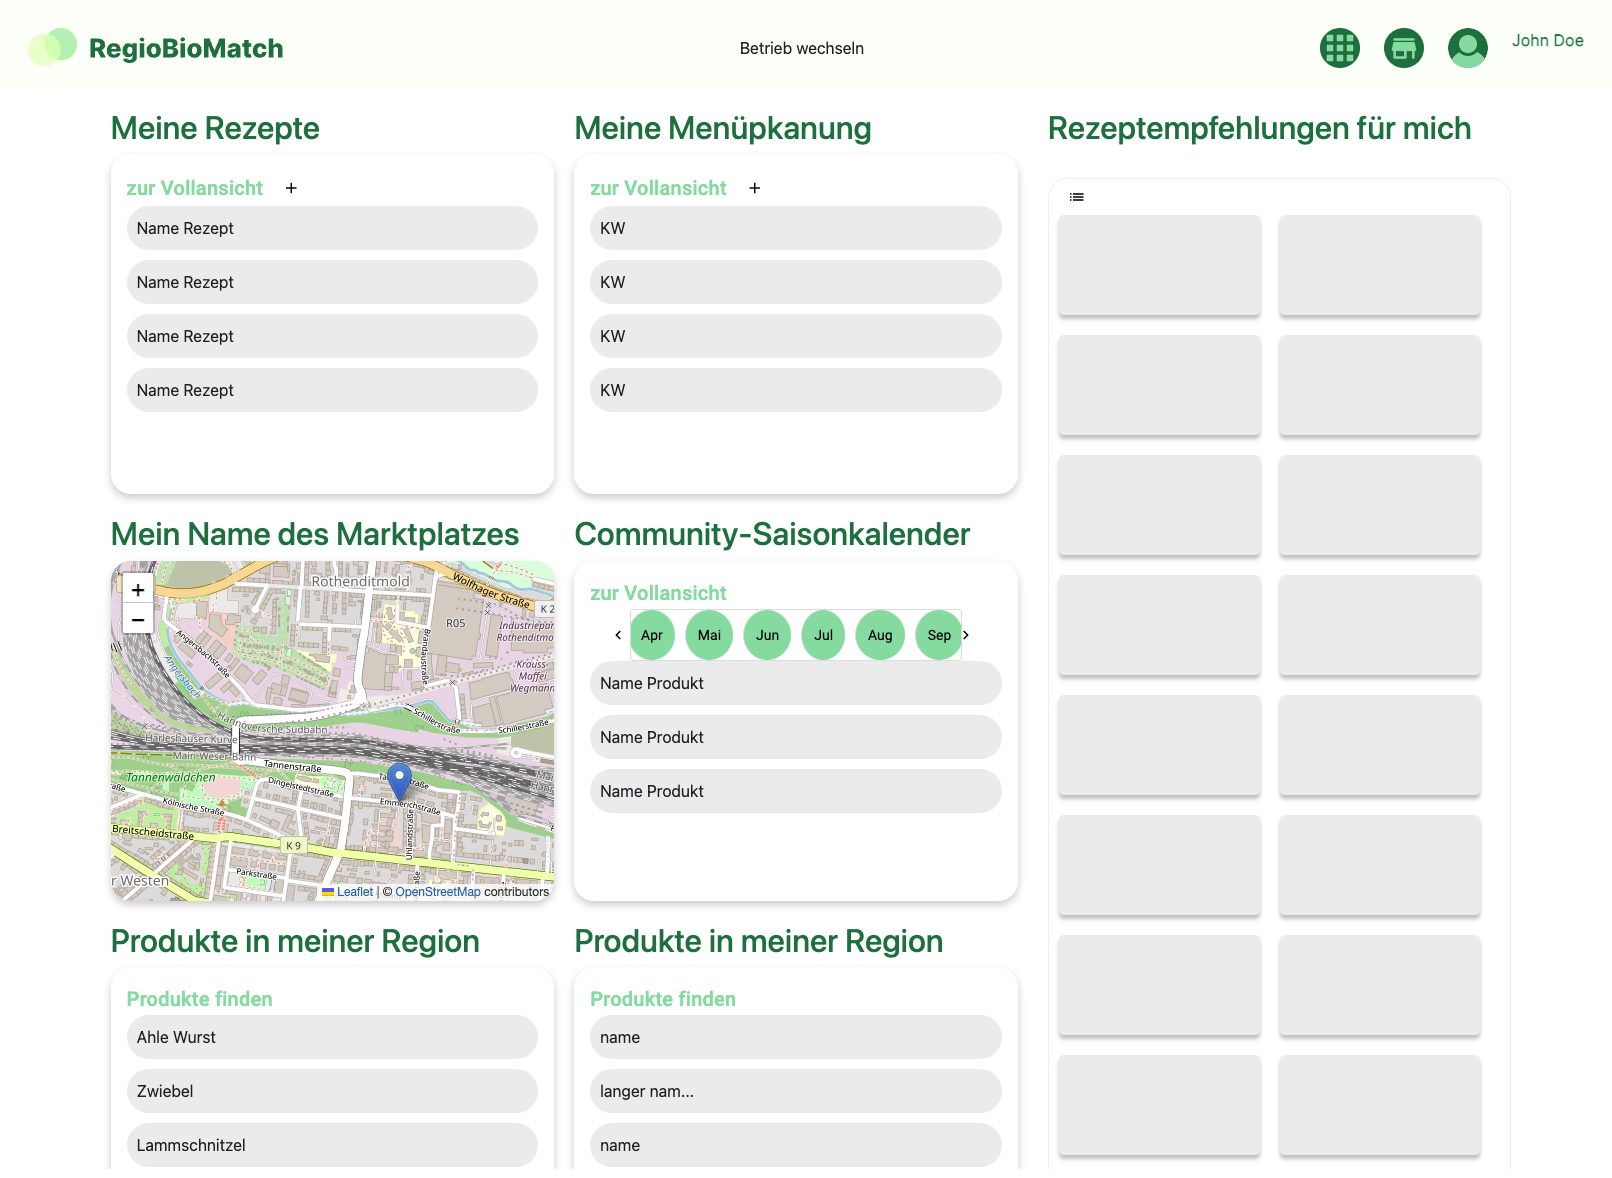 RegioBioMatch
Betrieb wechseln
John Doe
Meine Rezepte
zur Vollansicht +
Name Rezept
Name Rezept
Name Rezept
Name Rezept
Meine Menüpkanung
zur Vollansicht +
KW
KW
KW
KW
Rezeptempfehlungen für mich
Mein Name des Marktplatzes
+
−
Rothenditmold
Wolfhager Straße
K 2
R05
Industriepar
Rothenditmo
Brandaustraße
Angersbachstraße
Angersbach
Krauss-
Maffei
Wegmann
Hannoversche Südbahn
Schillerstraße
Schillerstraße
Harleshäuser Kurve
Main-Weser-Bahn
Tannenstraße
Tannenwäldchen
Dingelstedtstraße
Kölnische Straße
Emmerichstraße
Uhlandstraße
Breitscheidstraße
K 9
Parkstraße
r Westen
Leaflet | © OpenStreetMap contributors
Community-Saisonkalender
zur Vollansicht
‹ Apr Mai Jun Jul Aug Sep ›
Name Produkt
Name Produkt
Name Produkt
Produkte in meiner Region
Produkte finden
Ahle Wurst
Zwiebel
Lammschnitzel
Produkte in meiner Region
Produkte finden
name
langer nam...
name